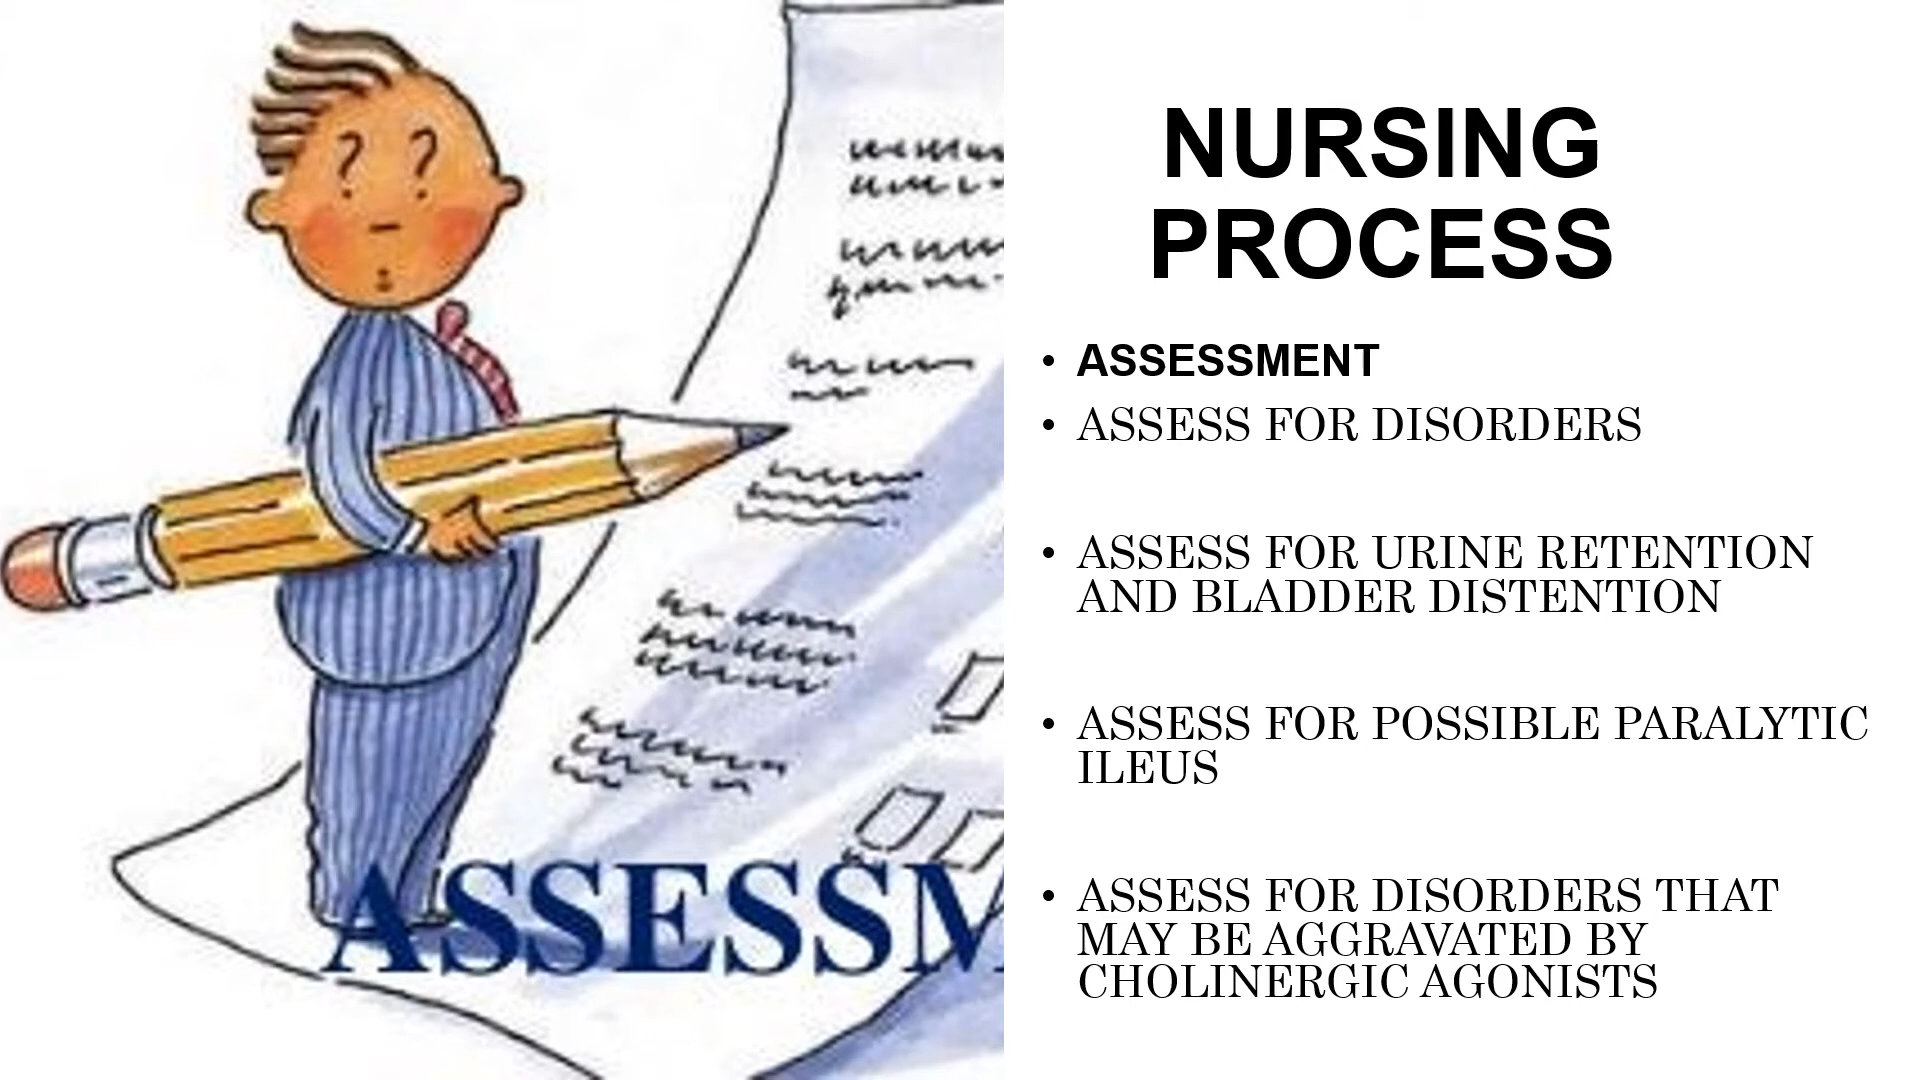 NURSING
PROCESS
• ASSESSMENT
• ASSESS FOR DISORDERS
• ASSESS FOR URINE RETENTION
AND BLADDER DISTENTION
• ASSESS FOR POSSIBLE PARALYTIC
ILEUS
• ASSESS FOR DISORDERS THAT
MAY BE AGGRAVATED BY
CHOLINERGIC AGONISTS
ASSESSM